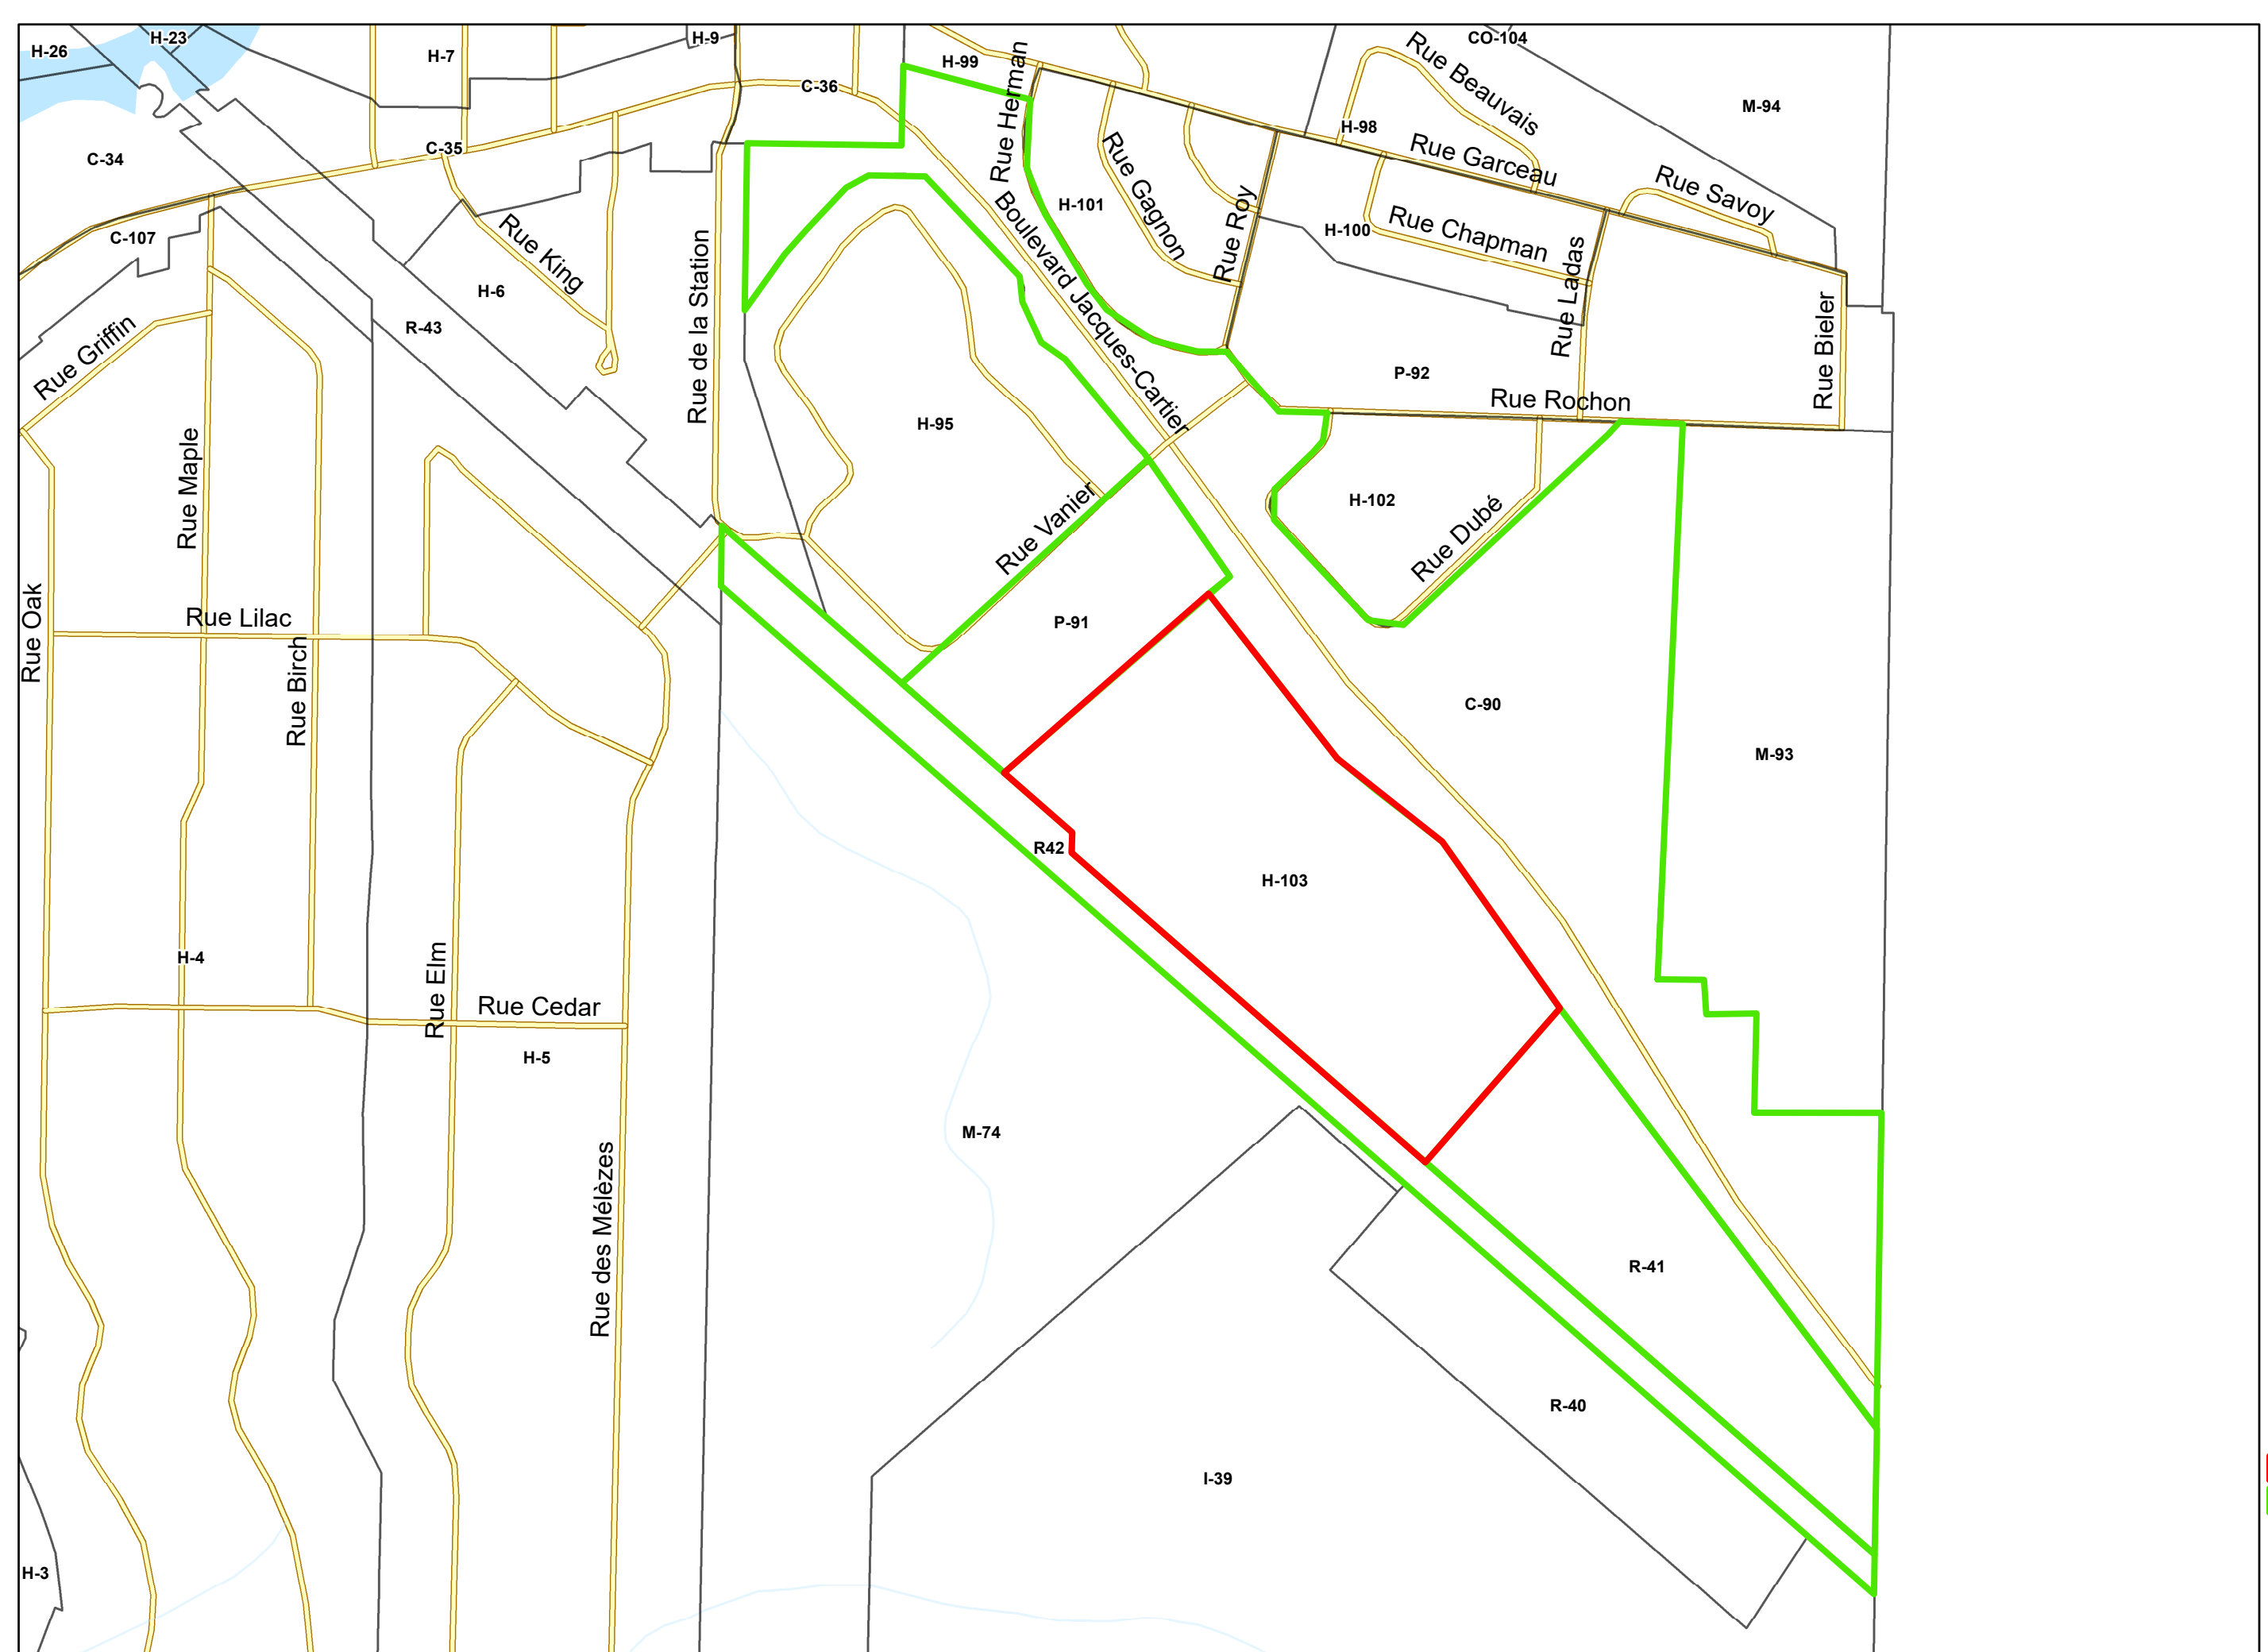 H-26
H-23
H-7
H-9
C-36
H-99
Rue Herman
CO-104
Rue Beauvais
M-94
C-34
C-35
H-98
Rue Garceau
Rue Savoy
C-107
Rue King
H-6
R-43
Rue de la Station
Boulevard Jacques-Cartier
H-101
Rue Gagnon
Rue Roy
H-100
Rue Chapman
Rue Ladas
Rue Bieler
Rue Griffin
P-92
Rue Rochon
H-95
Rue Maple
Rue Vanier
H-102
Rue Dubé
Rue Oak
Rue Lilac
Rue Birch
P-91
C-90
M-93
R42
H-103
H-4
Rue Elm
Rue Cedar
H-5
M-74
Rue des Mélèzes
R-41
R-40
I-39
H-3